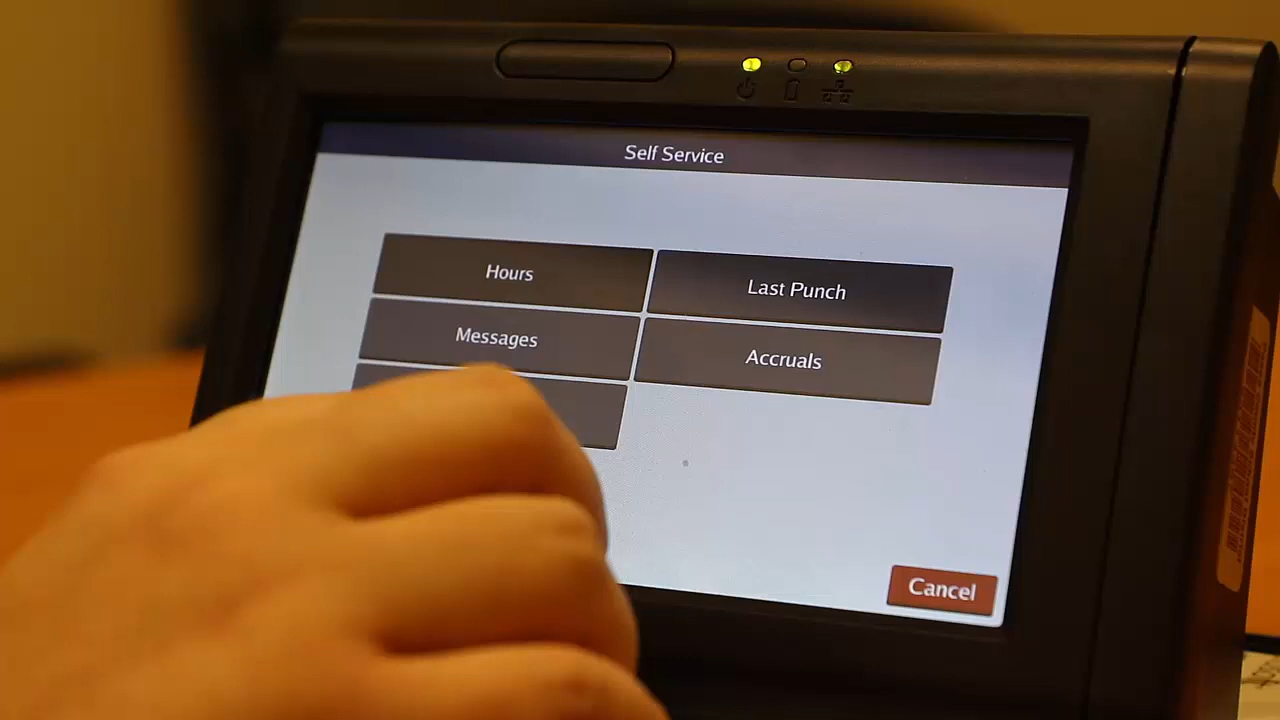 Self Service
Hours
Last Punch
Messages
Accruals
Cancel